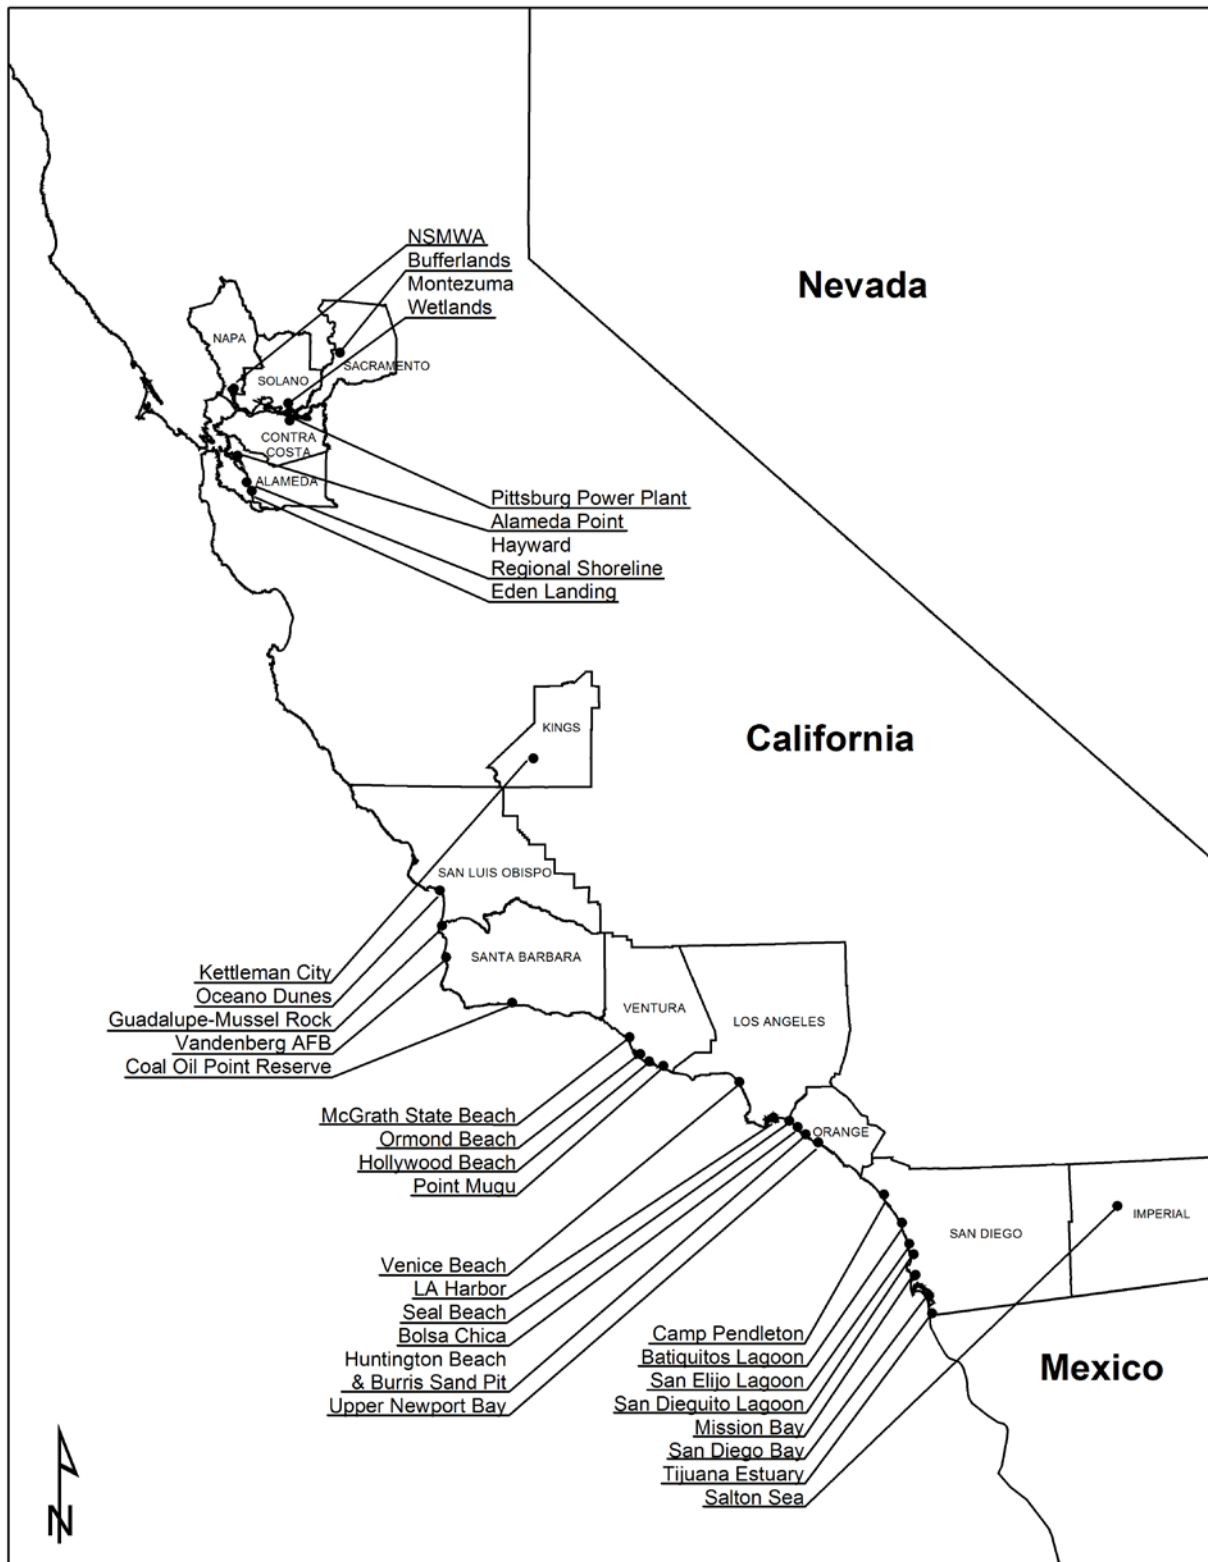 NSMWA
Bufferlands
Montezuma
Wetlands
Nevada
NAPA
SACRAMENTO
SOLANO
CONTRA
COSTA
ALAMEDA
Pittsburg Power Plant
Alameda Point
Hayward
Regional Shoreline
Eden Landing
KINGS
California
SAN LUIS OBISPO
SANTA BARBARA
VENTURA
LOS ANGELES
Kettleman City
Oceano Dunes
Guadalupe-Mussel Rock
Vandenberg AFB
Coal Oil Point Reserve
McGrath State Beach
Ormond Beach
Hollywood Beach
Point Mugu
ORANGE
SAN DIEGO
IMPERIAL
Venice Beach
LA Harbor
Seal Beach
Bolsa Chica
Huntington Beach
& Burris Sand Pit
Upper Newport Bay
Camp Pendleton
Batiquitos Lagoon
San Elijo Lagoon
San Dieguito Lagoon
Mission Bay
San Diego Bay
Tijuana Estuary
Salton Sea
Mexico
N